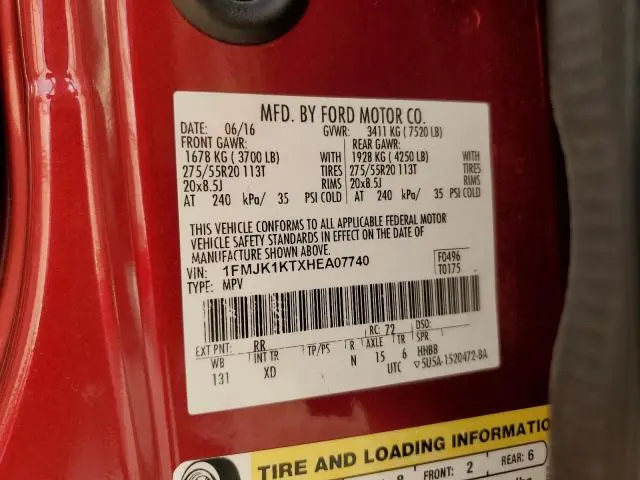 MFD. BY FORD MOTOR CO.
DATE: 06/16 GVWR: 3411 KG ( 7520 LB)
FRONT GAWR: REAR GAWR:
1678 KG ( 3700 LB) WITH 1928 KG ( 4250 LB) WITH
275/55R20 113T TIRES 275/55R20 113T TIRES
20x8.5J RIMS 20x8.5J RIMS
AT 240 kPa/ 35 PSI COLD AT 240 kPa/ 35 PSI COLD
THIS VEHICLE CONFORMS TO ALL APPLICABLE FEDERAL MOTOR
VEHICLE SAFETY STANDARDS IN EFFECT ON THE DATE OF
MANUFACTURE SHOWN ABOVE.
VIN: 1FMJK1KTXHEA07740 F0496
TYPE: MPV T0175
EXT PNT: RR RC: 72 DSO:
WB INT TR TP/PS R AXLE TR SPR
131 XD N 15 6 HHBB
UTC ▽5U5A-1520472-BA
TIRE AND LOADING INFORMATIO
8 FRONT: 2 REAR: 6